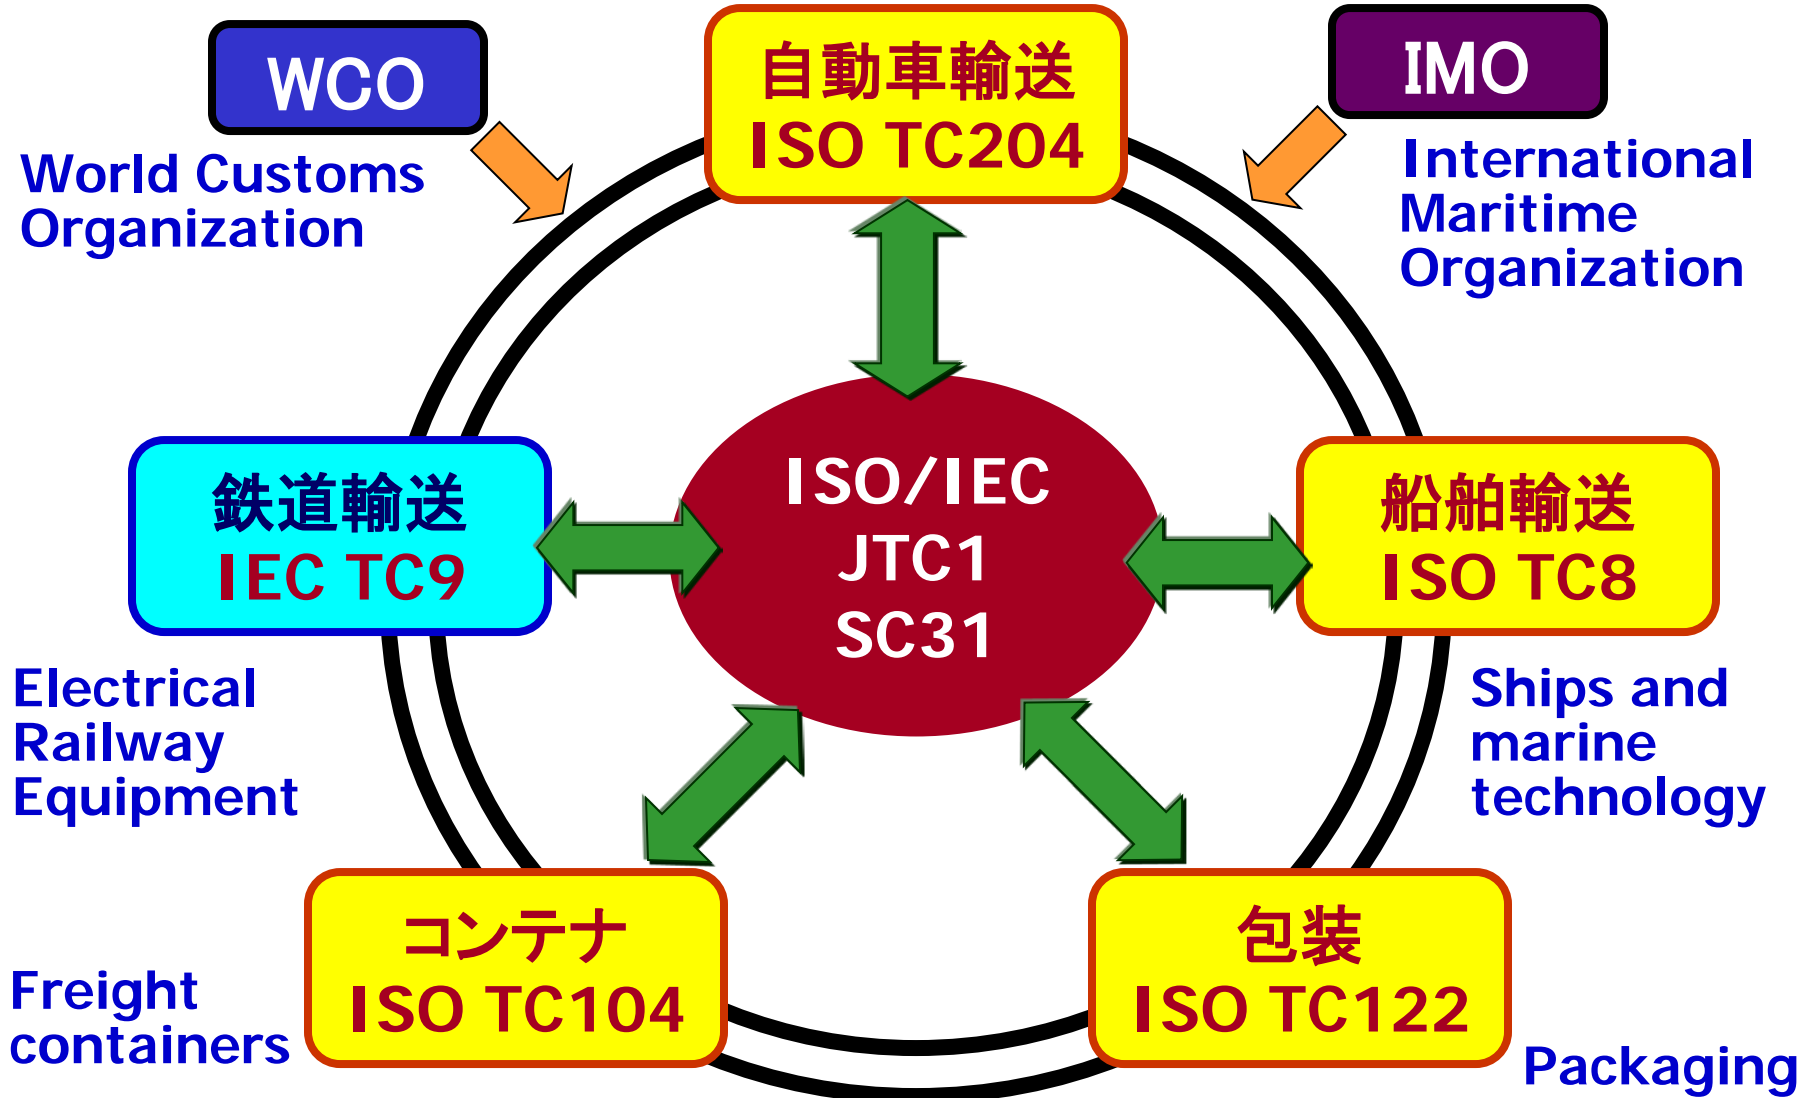 WCO
World Customs
Organization
自動車輸送
ISO TC204
IMO
International
Maritime
Organization
鉄道輸送
IEC TC9
Electrical
Railway
Equipment
ISO/IEC
JTC1
SC31
船舶輸送
ISO TC8
Ships and
marine
technology
コンテナ
ISO TC104
Freight
containers
包装
ISO TC122
Packaging